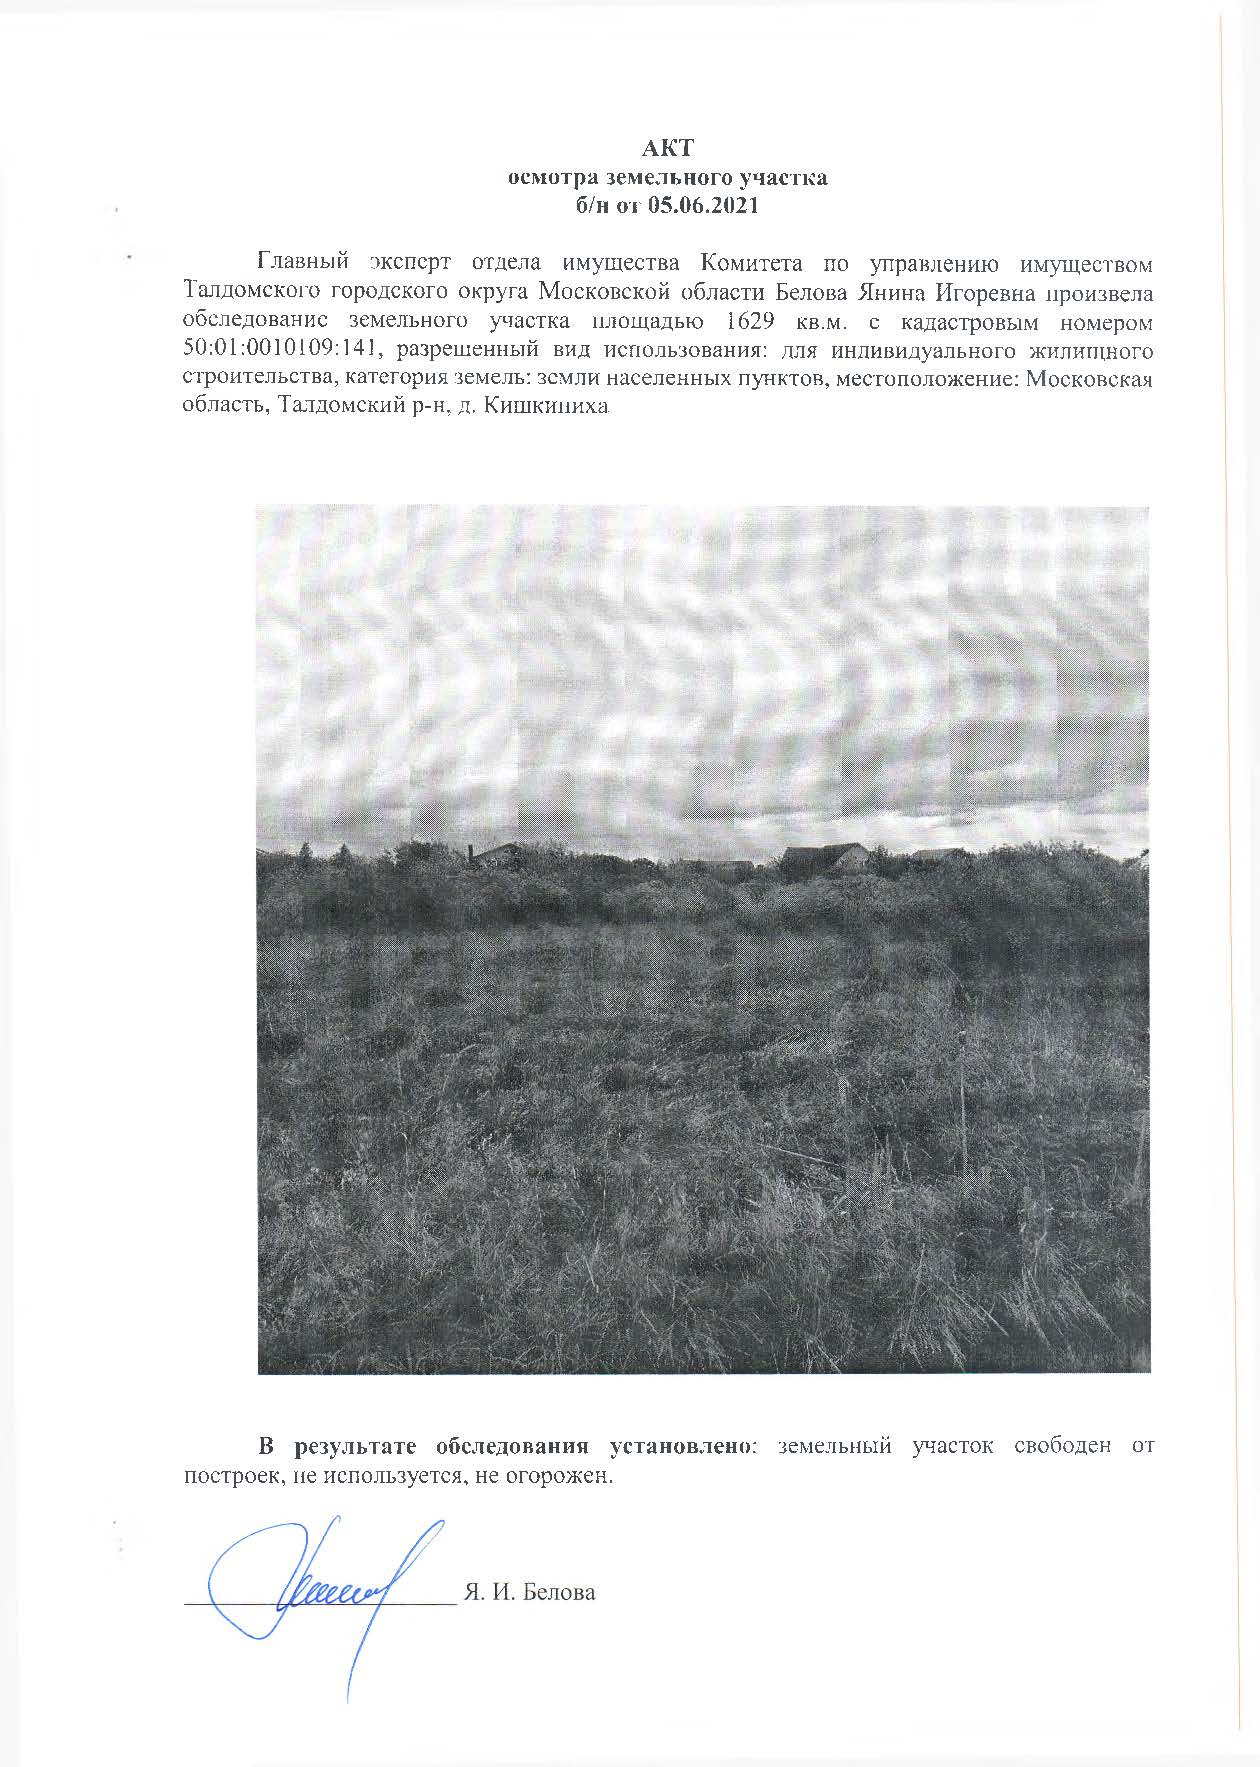 АКТ
осмотра земельного участка
б/н от 05.06.2021
Главный эксперт отдела имущества Комитета по управлению имуществом
Талдомского городского округа Московской области Белова Янина Игоревна произвела
обследование земельного участка площадью 1629 кв.м. с кадастровым номером
50:01:0010109:141, разрешенный вид использования: для индивидуального жилищного
строительства, категория земель: земли населенных пунктов, местоположение: Московская
область, Талдомский р-н, д. Кишкиниха
В результате обследования установлено: земельный участок свободен от
построек, не используется, не огорожен.
Я. И. Белова